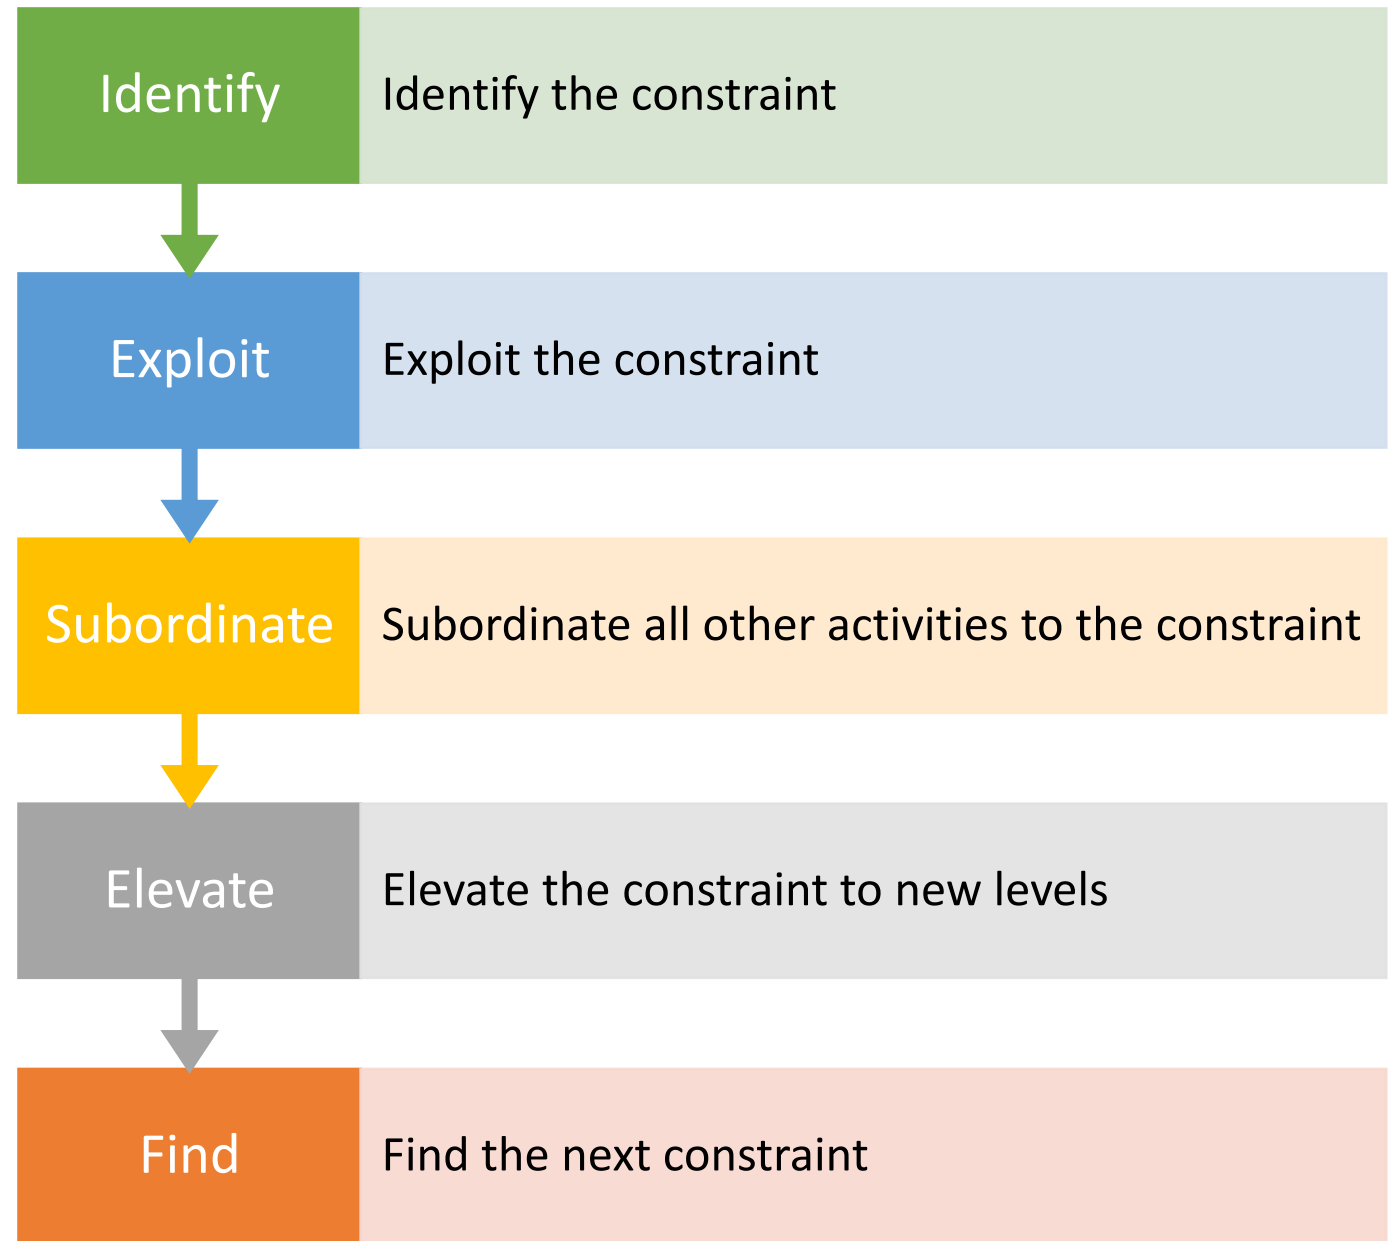 Identify
Identify the constraint
Exploit
Exploit the constraint
Subordinate
Subordinate all other activities to the constraint
Elevate
Elevate the constraint to new levels
Find
Find the next constraint